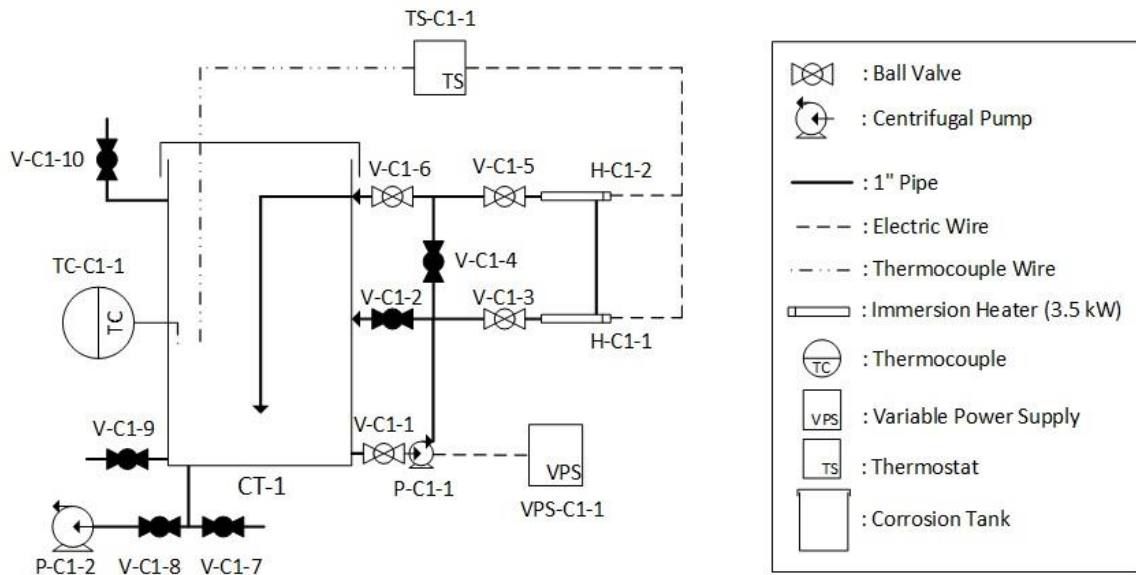 TS-C1-1
TS
V-C1-10
V-C1-6
V-C1-5
H-C1-2
TC-C1-1
TC
V-C1-4
V-C1-2
V-C1-3
H-C1-1
V-C1-9
V-C1-1
CT-1
P-C1-1
VPS
VPS-C1-1
P-C1-2
V-C1-8
V-C1-7
: Ball Valve
: Centrifugal Pump
: 1" Pipe
: Electric Wire
: Thermocouple Wire
: Immersion Heater (3.5 kW)
TC
: Thermocouple
VPS
: Variable Power Supply
TS
: Thermostat
: Corrosion Tank